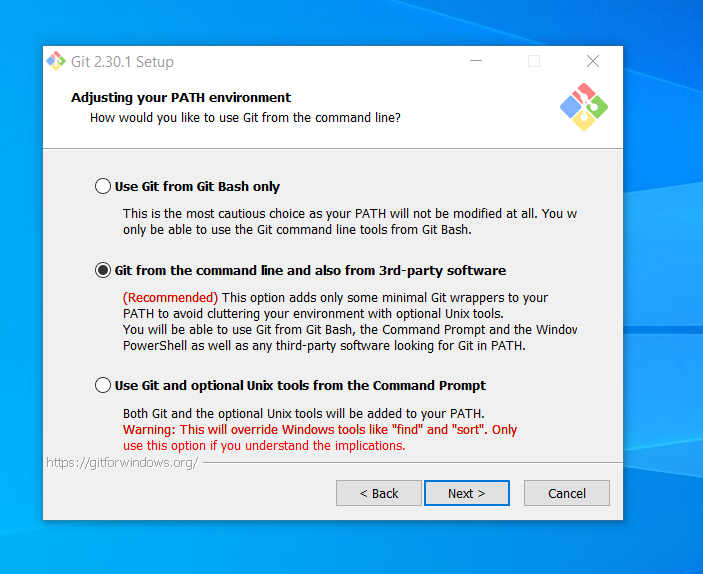 Git 2.30.1 Setup
Adjusting your PATH environment
How would you like to use Git from the command line?
Use Git from Git Bash only
This is the most cautious choice as your PATH will not be modified at all. You w
only be able to use the Git command line tools from Git Bash.
Git from the command line and also from 3rd-party software
(Recommended) This option adds only some minimal Git wrappers to your
PATH to avoid cluttering your environment with optional Unix tools.
You will be able to use Git from Git Bash, the Command Prompt and the Window
PowerShell as well as any third-party software looking for Git in PATH.
Use Git and optional Unix tools from the Command Prompt
Both Git and the optional Unix tools will be added to your PATH.
Warning: This will override Windows tools like "find" and "sort". Only
use this option if you understand the implications.
https://gitforwindows.org/
< Back Next > Cancel